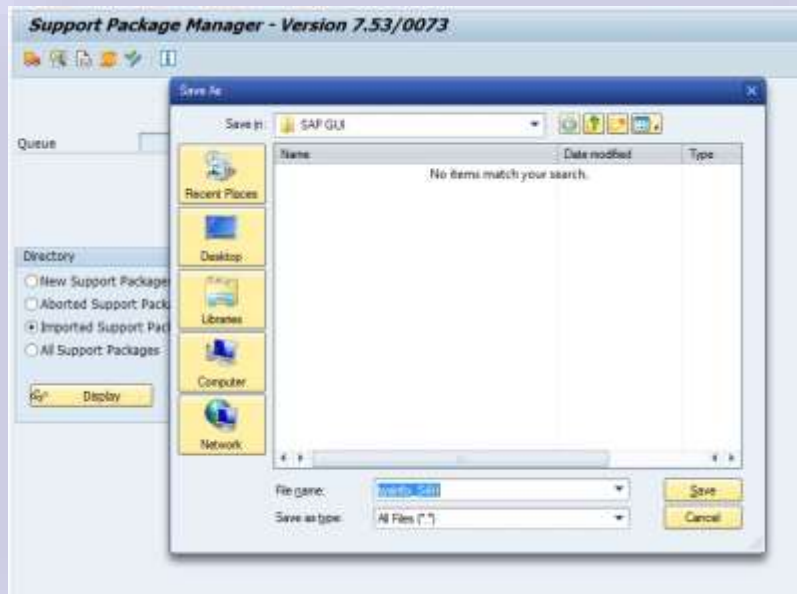 Support Package Manager - Version 7.53/0073
Save As
Save in: SAP GUI
Queue
Name Date modified Type
No items match your search.
Recent Places
Desktop
Libraries
Computer
Network
Directory
New Support Packages
Aborted Support Pack
Imported Support Pack
All Support Packages
Display
File name:
Save
Save as type: All Files (*.*)
Cancel